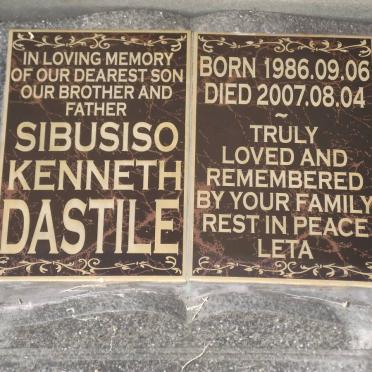 IN LOVING MEMORY
OF OUR DEAREST SON
OUR BROTHER AND
FATHER
SIBUSISO
KENNETH
DASTILE
BORN 1986.09.06
DIED 2007.08.04
~
TRULY
LOVED AND
REMEMBERED
BY YOUR FAMILY
REST IN PEACE
LETA